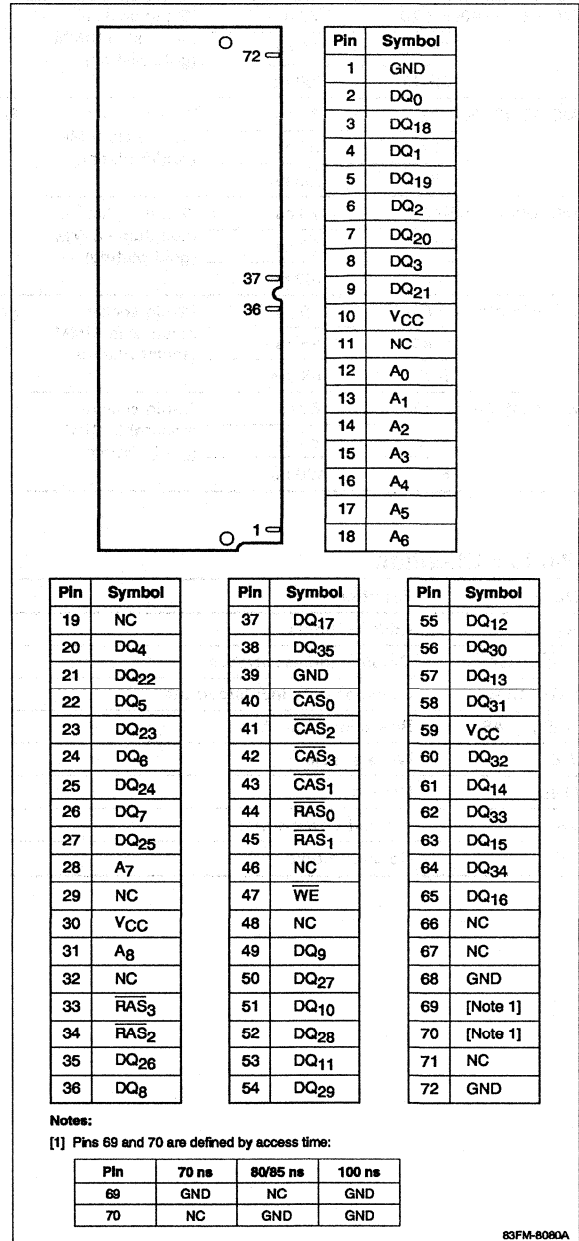 72
37
36
1
Pin Symbol
1 GND
2 DQ0
3 DQ18
4 DQ1
5 DQ19
6 DQ2
7 DQ20
8 DQ3
9 DQ21
10 VCC
11 NC
12 A0
13 A1
14 A2
15 A3
16 A4
17 A5
18 A6
Pin Symbol
19 NC
20 DQ4
21 DQ22
22 DQ5
23 DQ23
24 DQ6
25 DQ24
26 DQ7
27 DQ25
28 A7
29 NC
30 VCC
31 A8
32 NC
33 R̅A̅S̅3
34 R̅A̅S̅2
35 DQ26
36 DQ8
Pin Symbol
37 DQ17
38 DQ35
39 GND
40 C̅A̅S̅0
41 C̅A̅S̅2
42 C̅A̅S̅3
43 C̅A̅S̅1
44 R̅A̅S̅0
45 R̅A̅S̅1
46 NC
47 W̅E̅
48 NC
49 DQ9
50 DQ27
51 DQ10
52 DQ28
53 DQ11
54 DQ29
Pin Symbol
55 DQ12
56 DQ30
57 DQ13
58 DQ31
59 VCC
60 DQ32
61 DQ14
62 DQ33
63 DQ15
64 DQ34
65 DQ16
66 NC
67 NC
68 GND
69 [Note 1]
70 [Note 1]
71 NC
72 GND
Notes:
[1] Pins 69 and 70 are defined by access time:
Pin 70 ns 80/85 ns 100 ns
69 GND NC GND
70 NC GND GND
83FM-8080A